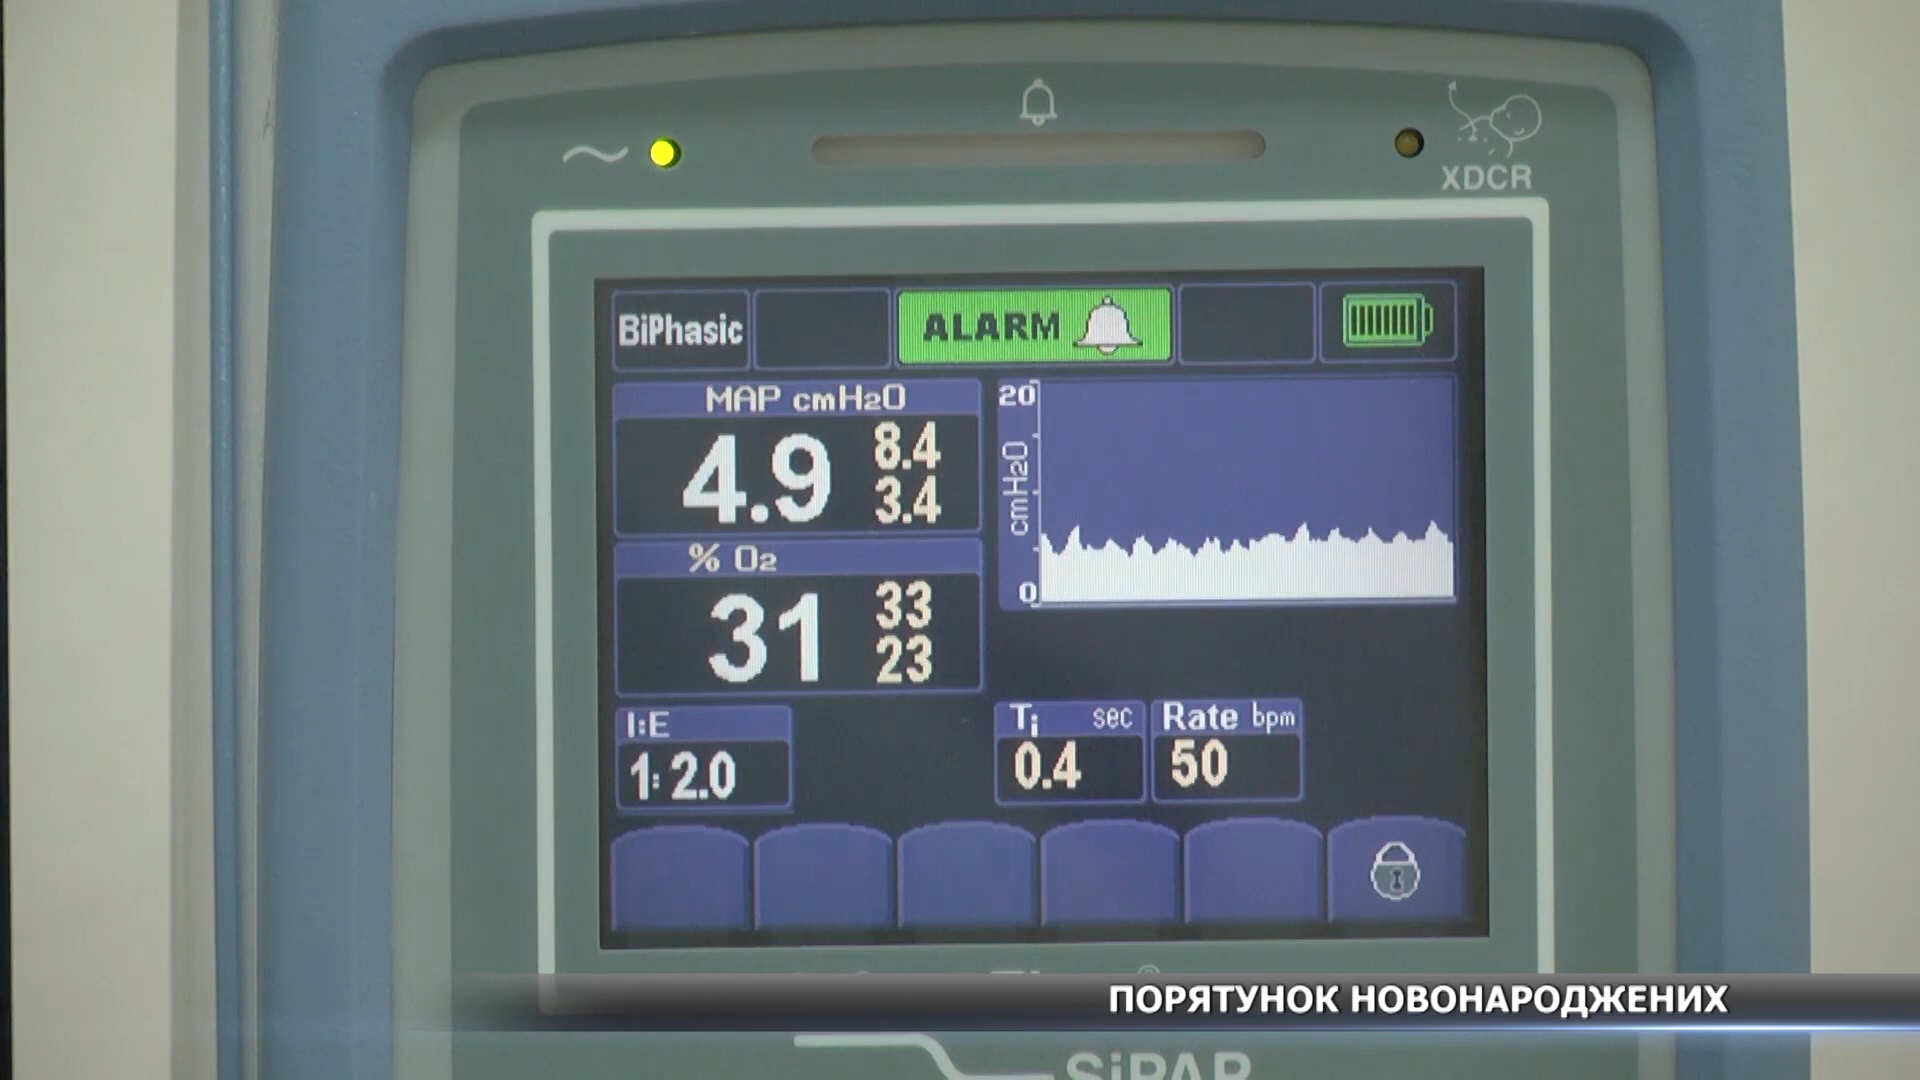 XDCR
BiPhasic
ALARM
MAP cmH2O
4.9
8.4
3.4
20
cmH2O
0
% O2
31
33
23
I:E
1: 2.0
Ti sec
0.4
Rate bpm
50
ПОРЯТУНОК НОВОНАРОДЖЕНИХ
SiPAP